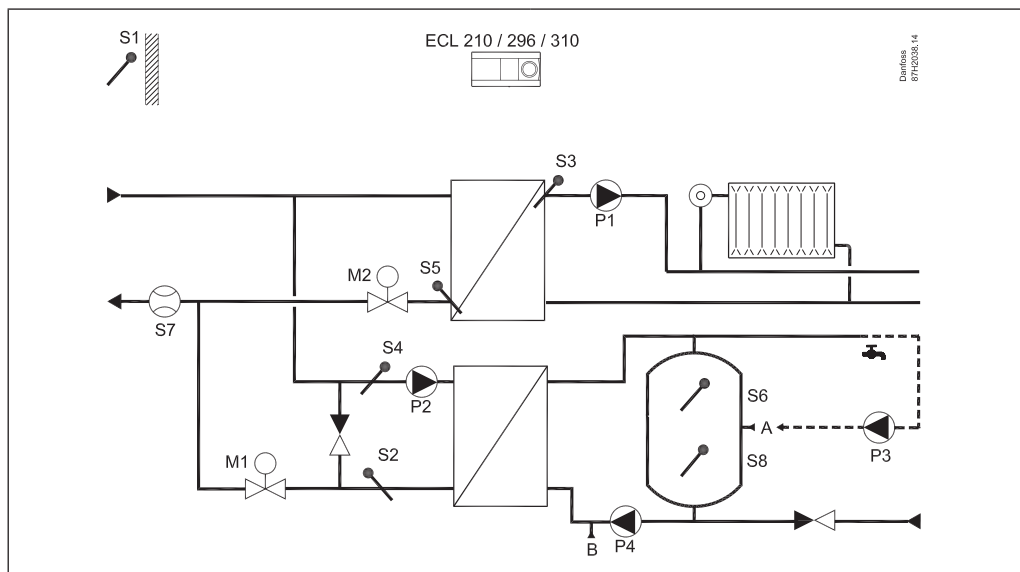 S1
ECL 210 / 296 / 310
Danfoss
87H2038.14
S3
P1
M2
S5
S7
S4
P2
S6
A
P3
M1
S2
S8
B
P4